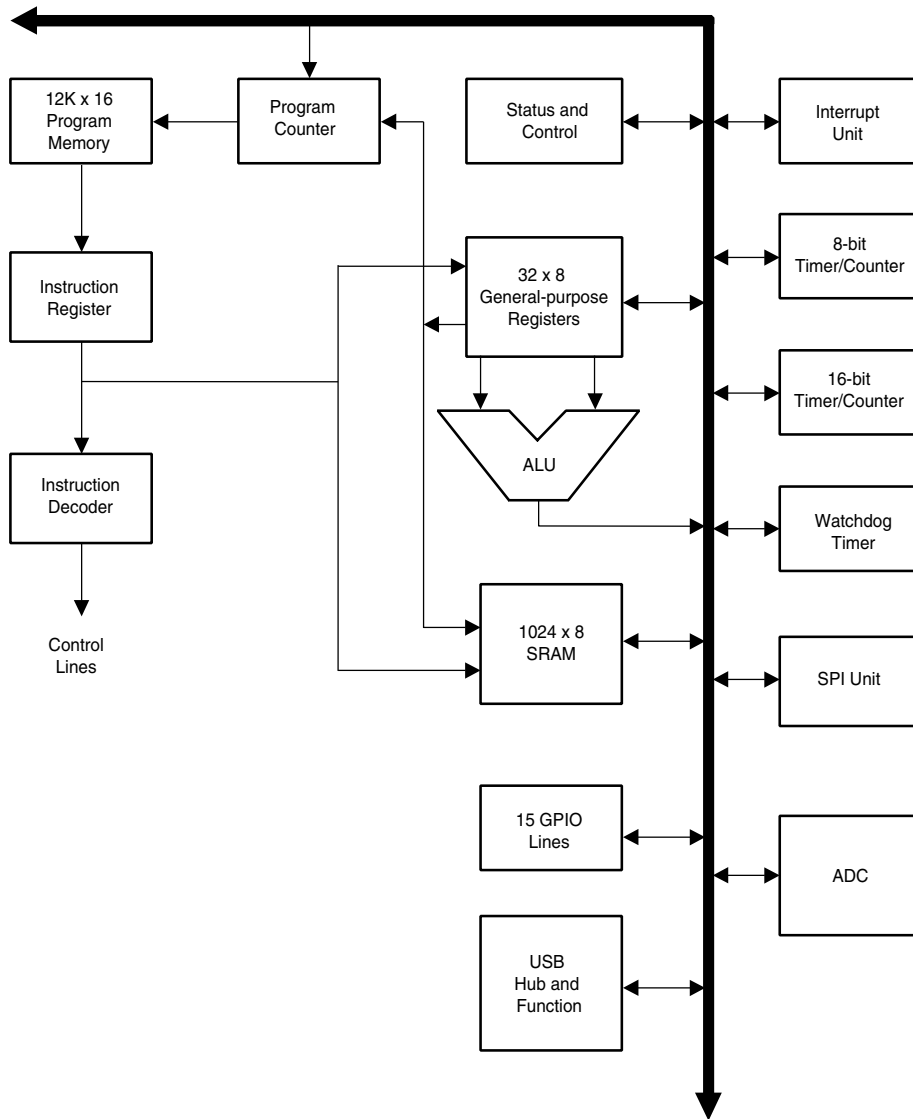 12K x 16
Program
Memory
Program
Counter
Status and
Control
Interrupt
Unit
8-bit
Timer/Counter
32 x 8
General-purpose
Registers
Instruction
Register
16-bit
Timer/Counter
ALU
Instruction
Decoder
Watchdog
Timer
Control
Lines
1024 x 8
SRAM
SPI Unit
15 GPIO
Lines
ADC
USB
Hub and
Function